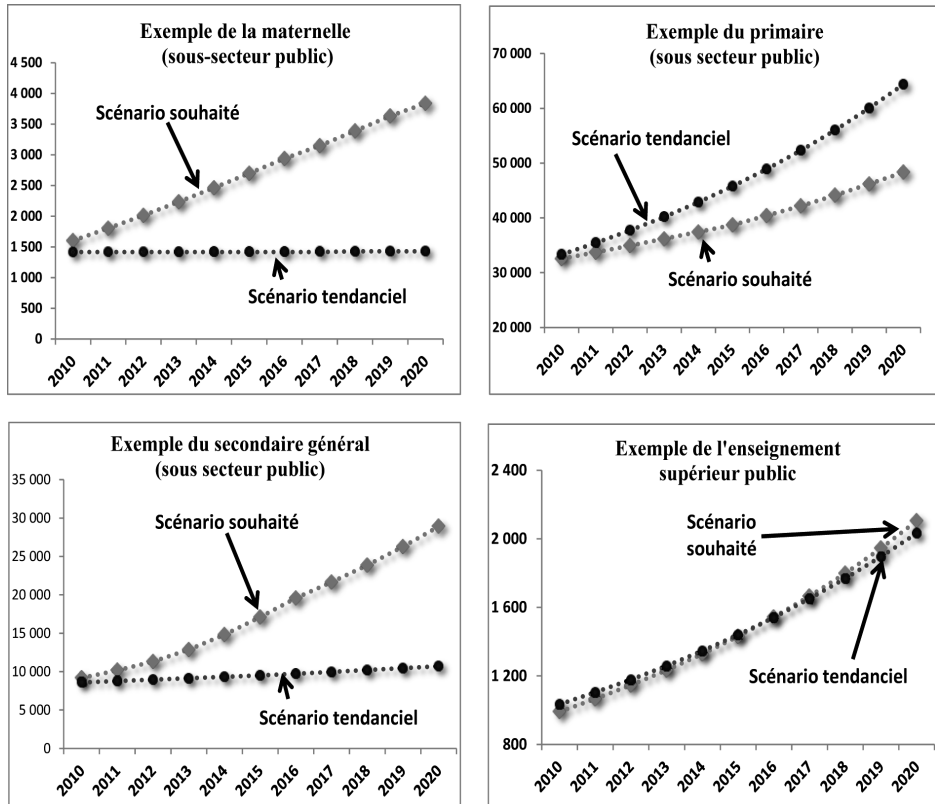 Exemple de la maternelle
(sous-secteur public)
4 500
4 000
3 500
3 000
2 500
2 000
1 500
1 000
500
0
Scénario souhaité
Scénario tendanciel
2010 2011 2012 2013 2014 2015 2016 2017 2018 2019 2020
Exemple du primaire
(sous secteur public)
70 000
60 000
50 000
40 000
30 000
20 000
Scénario tendanciel
Scénario souhaité
2010 2011 2012 2013 2014 2015 2016 2017 2018 2019 2020
Exemple du secondaire général
(sous secteur public)
35 000
30 000
25 000
20 000
15 000
10 000
5 000
0
Scénario souhaité
Scénario tendanciel
2010 2011 2012 2013 2014 2015 2016 2017 2018 2019 2020
Exemple de l'enseignement
supérieur public
2 400
2 000
1 600
1 200
800
Scénario
souhaité
Scénario tendanciel
2010 2011 2012 2013 2014 2015 2016 2017 2018 2019 2020